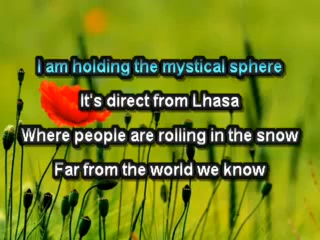 I am holding the mystical sphere
It's direct from Lhasa
Where people are rolling in the snow
Far from the world we know